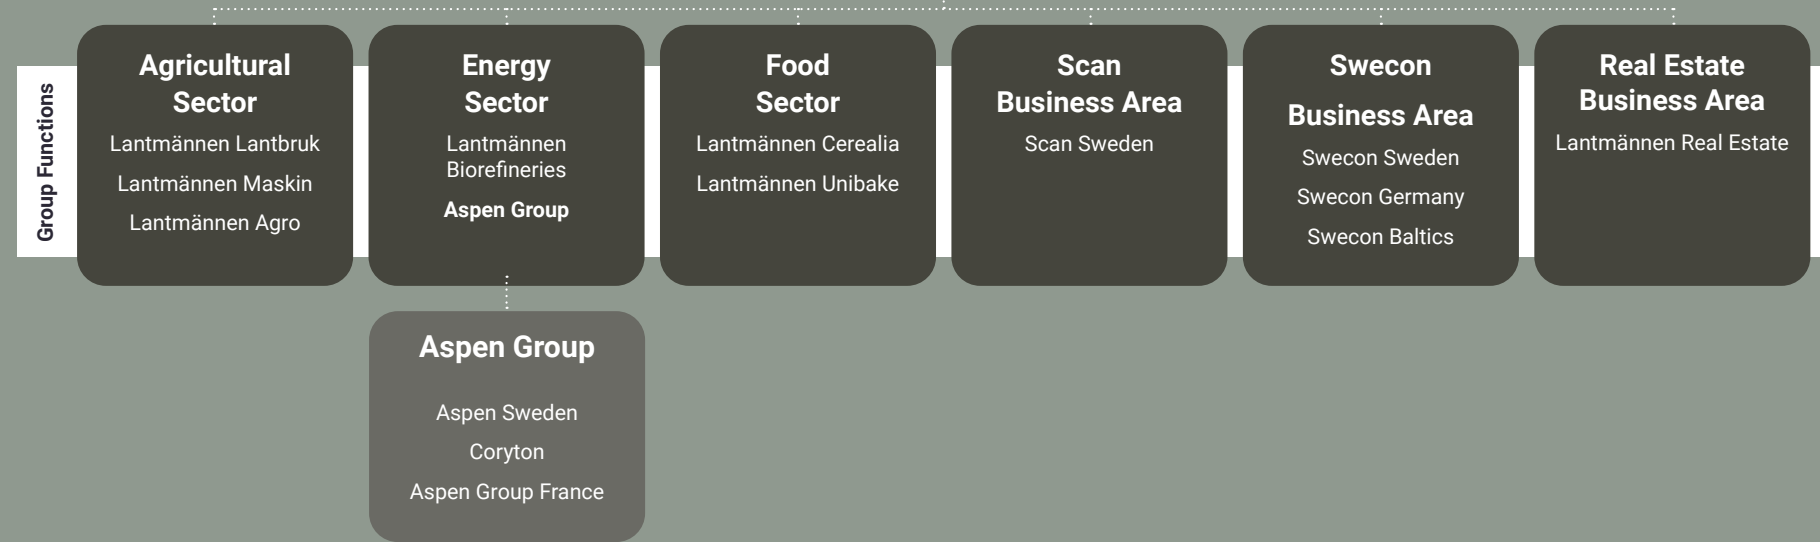 Group Functions
Agricultural
Sector
Lantmännen Lantbruk
Lantmännen Maskin
Lantmännen Agro
Energy
Sector
Lantmännen
Biorefineries
Aspen Group
Food
Sector
Lantmännen Cerealia
Lantmännen Unibake
Scan
Business Area
Scan Sweden
Swecon
Business Area
Swecon Sweden
Swecon Germany
Swecon Baltics
Real Estate
Business Area
Lantmännen Real Estate
Aspen Group
Aspen Sweden
Coryton
Aspen Group France